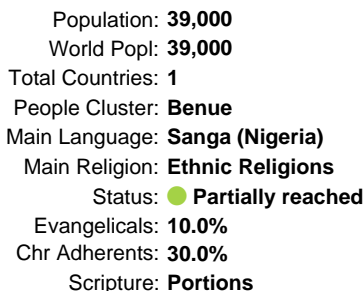 Population: 39,000
World Popl: 39,000
Total Countries: 1
People Cluster: Benue
Main Language: Sanga (Nigeria)
Main Religion: Ethnic Religions
Status: Partially reached
Evangelicals: 10.0%
Chr Adherents: 30.0%
Scripture: Portions